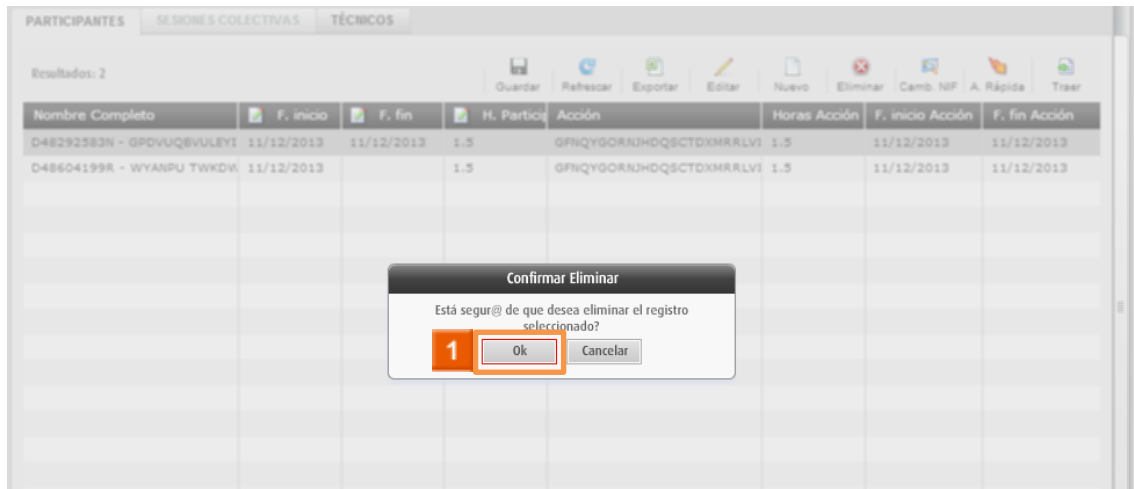 PARTICIPANTES SESIONES COLECTIVAS TÉCNICOS
Resultados: 2
Guardar Refrescar Exportar Editar Nuevo Eliminar Camb. NIF A. Rápida Traer
Nombre Completo F. inicio F. fin H. Particip Acción Horas Acción F. inicio Acción F. fin Acción
D48292583N - GPDVUQBVULEYI 11/12/2013 11/12/2013 1.5 GFNQYGORNJHDQSCTDXMRRLVI 1.5 11/12/2013 11/12/2013
D48604199R - WYANPU TWKDW 11/12/2013 1.5 GFNQYGORNJHDQSCTDXMRRLVI 1.5 11/12/2013 11/12/2013
Confirmar Eliminar
Está segur@ de que desea eliminar el registro
seleccionado?
1 Ok Cancelar